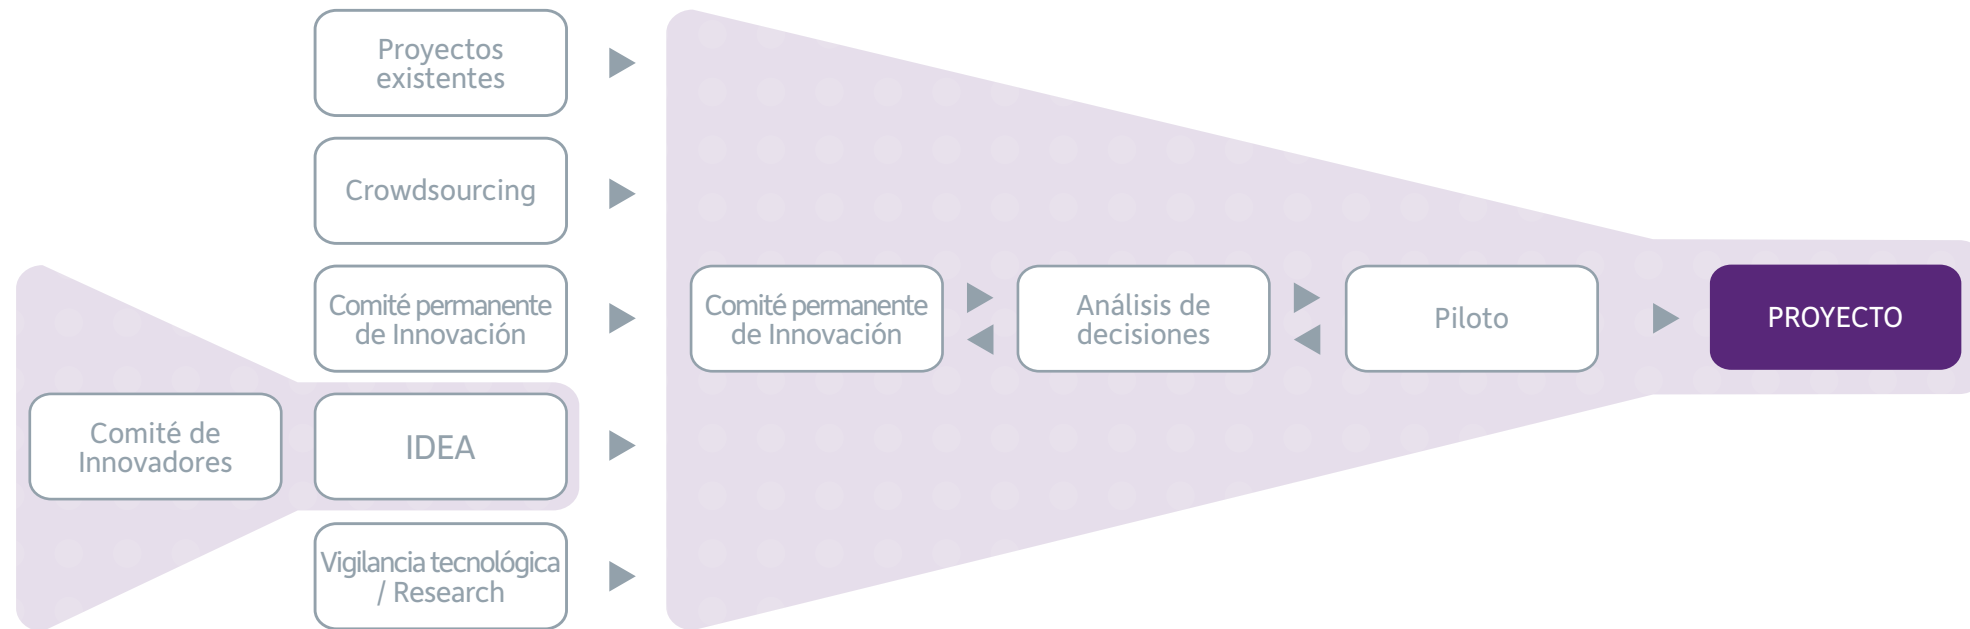 Proyectos
existentes
Crowdsourcing
Comité permanente
de Innovación
Comité permanente
de Innovación
Análisis de
decisiones
Piloto
PROYECTO
Comité de
Innovadores
IDEA
Vigilancia tecnológica
/ Research